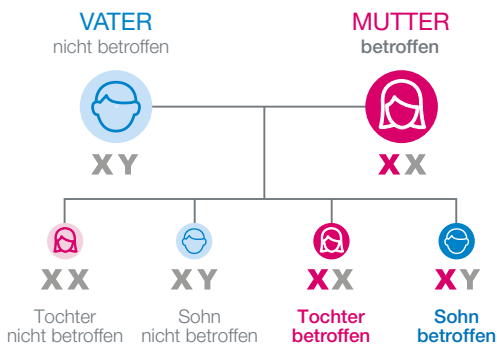 VATER
nicht betroffen
MUTTER
betroffen
XY
XX
XX
XY
XX
XY
Tochter
nicht betroffen
Sohn
nicht betroffen
Tochter
betroffen
Sohn
betroffen